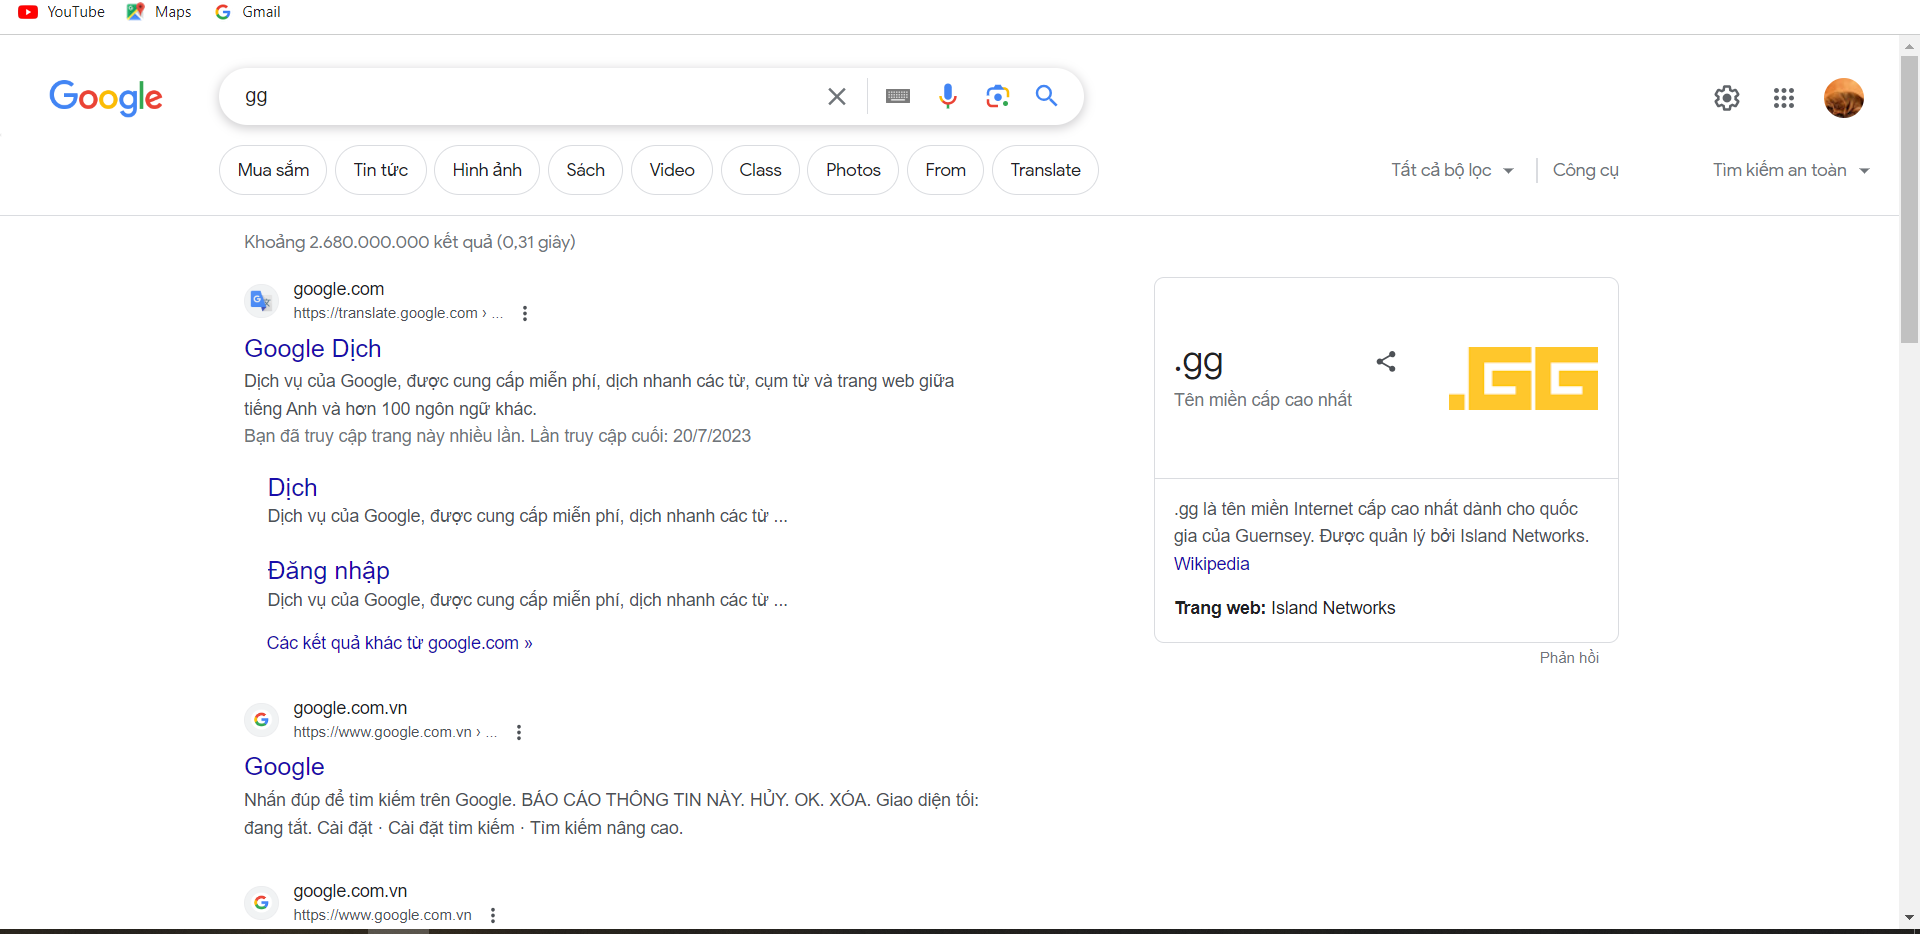 YouTube Maps Gmail
Google gg
Mua sắm Tin tức Hình ảnh Sách Video Class Photos From Translate Tất cả bộ lọc Công cụ Tìm kiếm an toàn
Khoảng 2.680.000.000 kết quả (0,31 giây)
google.com
https://translate.google.com › ...
Google Dịch
Dịch vụ của Google, được cung cấp miễn phí, dịch nhanh các từ, cụm từ và trang web giữa
tiếng Anh và hơn 100 ngôn ngữ khác.
Bạn đã truy cập trang này nhiều lần. Lần truy cập cuối: 20/7/2023
Dịch
Dịch vụ của Google, được cung cấp miễn phí, dịch nhanh các từ ...
Đăng nhập
Dịch vụ của Google, được cung cấp miễn phí, dịch nhanh các từ ...
Các kết quả khác từ google.com »
google.com.vn
https://www.google.com.vn › ...
Google
Nhấn đúp để tìm kiếm trên Google. BÁO CÁO THÔNG TIN NÀY. HỦY. OK. XÓA. Giao diện tối:
đang tắt. Cài đặt · Cài đặt tìm kiếm · Tìm kiếm nâng cao.
google.com.vn
https://www.google.com.vn
.gg
Tên miền cấp cao nhất
.GG
.gg là tên miền Internet cấp cao nhất dành cho quốc
gia của Guernsey. Được quản lý bởi Island Networks.
Wikipedia
Trang web: Island Networks
Phản hồi